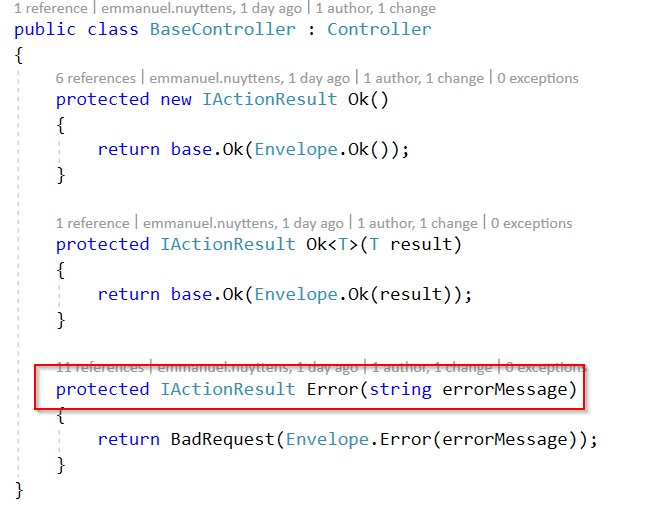 1 reference | emmanuel.nuyttens, 1 day ago | 1 author, 1 change
public class BaseController : Controller
{
6 references | emmanuel.nuyttens, 1 day ago | 1 author, 1 change | 0 exceptions
protected new IActionResult Ok()
{
return base.Ok(Envelope.Ok());
}
1 reference | emmanuel.nuyttens, 1 day ago | 1 author, 1 change | 0 exceptions
protected IActionResult Ok<T>(T result)
{
return base.Ok(Envelope.Ok(result));
}
11 references | emmanuel.nuyttens, 1 day ago | 1 author, 1 change | 0 exceptions
protected IActionResult Error(string errorMessage)
{
return BadRequest(Envelope.Error(errorMessage));
}
}